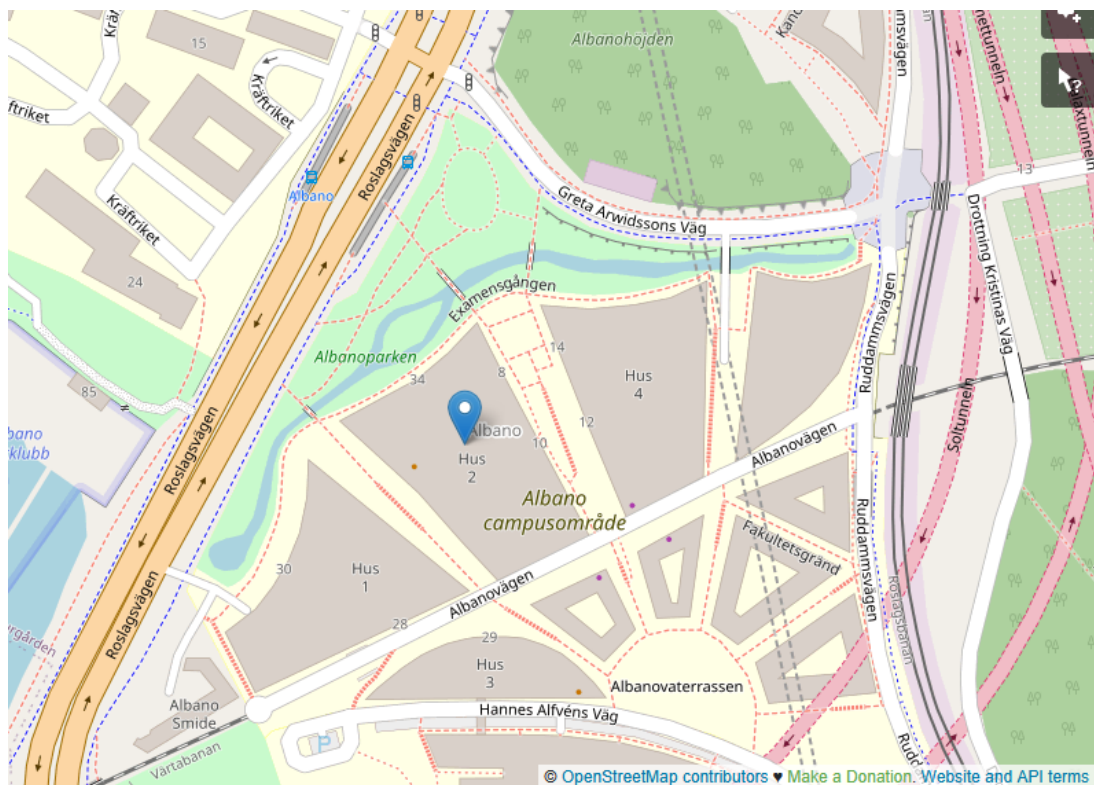 Kräftriket
15
Kräftriket
Kräftriket
24
85
Albano
Roslagsvägen
Albanohöjden
Greta Arwidssons Väg
Ruddammsvägen
13
Drottning Kristinas Väg
Examensgången
Albanoparken
34
8
14
12
10
Albano
Hus
2
Hus
4
Albano
campusområde
Albanovägen
Ruddammsvägen
Soltunneln
Roslagsvägen
Roslagsvägen
30
Hus
1
28
Albanovägen
29
Hus
3
Fakultetsgränd
Ruddammsvägen
Roslagsbanan
Albanovaterrassen
Hannes Alfvéns Väg
Albano
Smide
P
Värtabanan
© OpenStreetMap contributors ♥ Make a Donation. Website and API terms